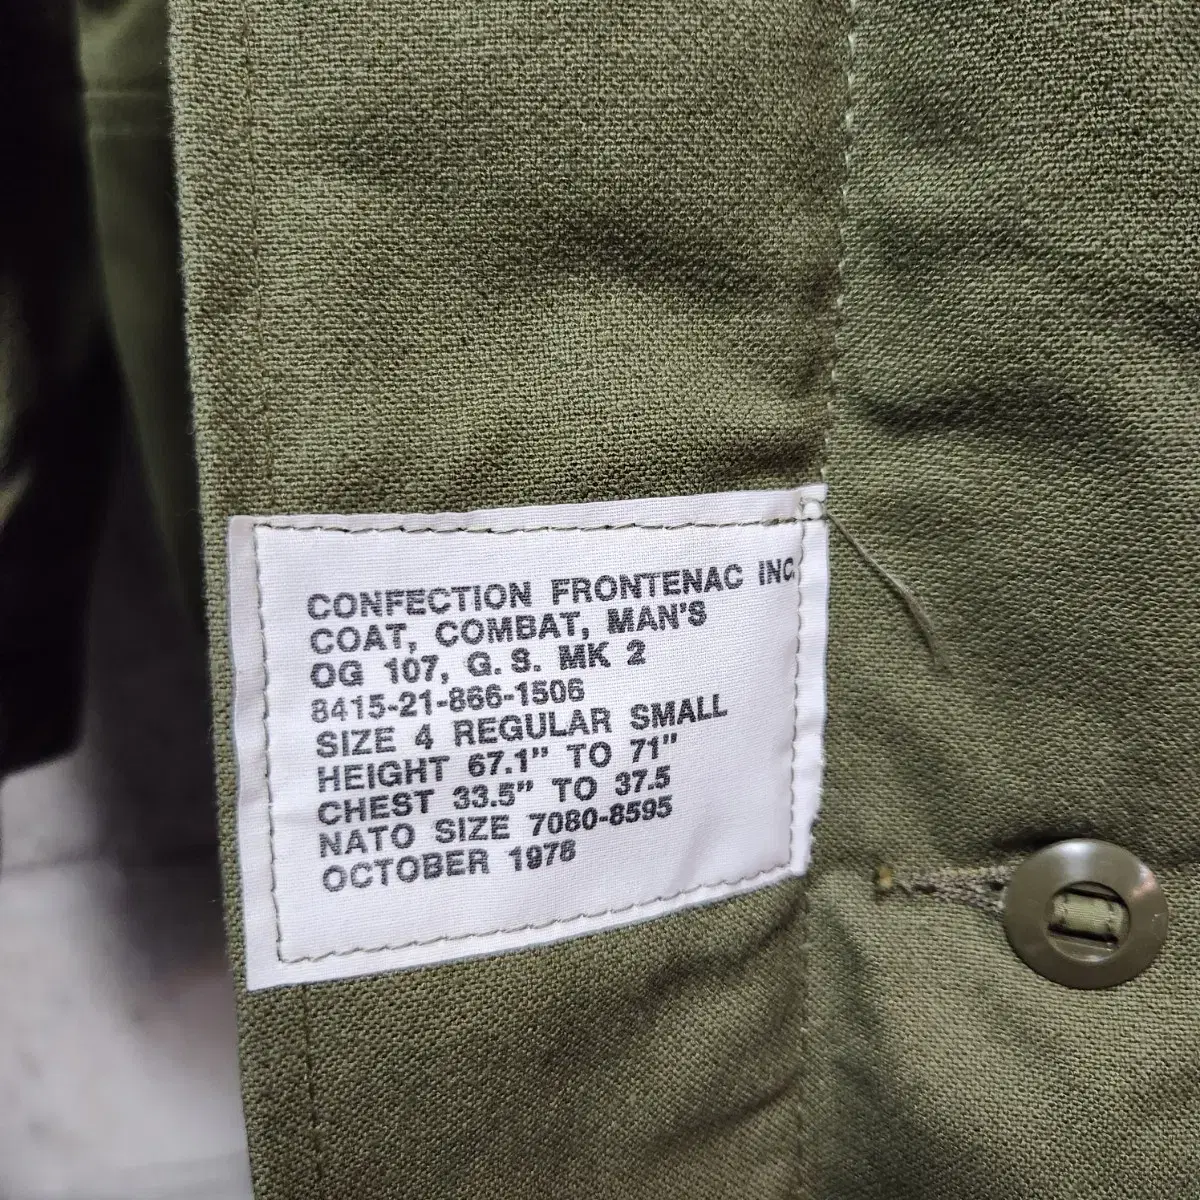 CONFECTION FRONTENAC INC.
COAT, COMBAT, MAN'S
OG 107, G.S. MK 2
8415-21-866-1506
SIZE 4 REGULAR SMALL
HEIGHT 67.1" TO 71"
CHEST 33.5" TO 37.5
NATO SIZE 7080-8595
OCTOBER 1978